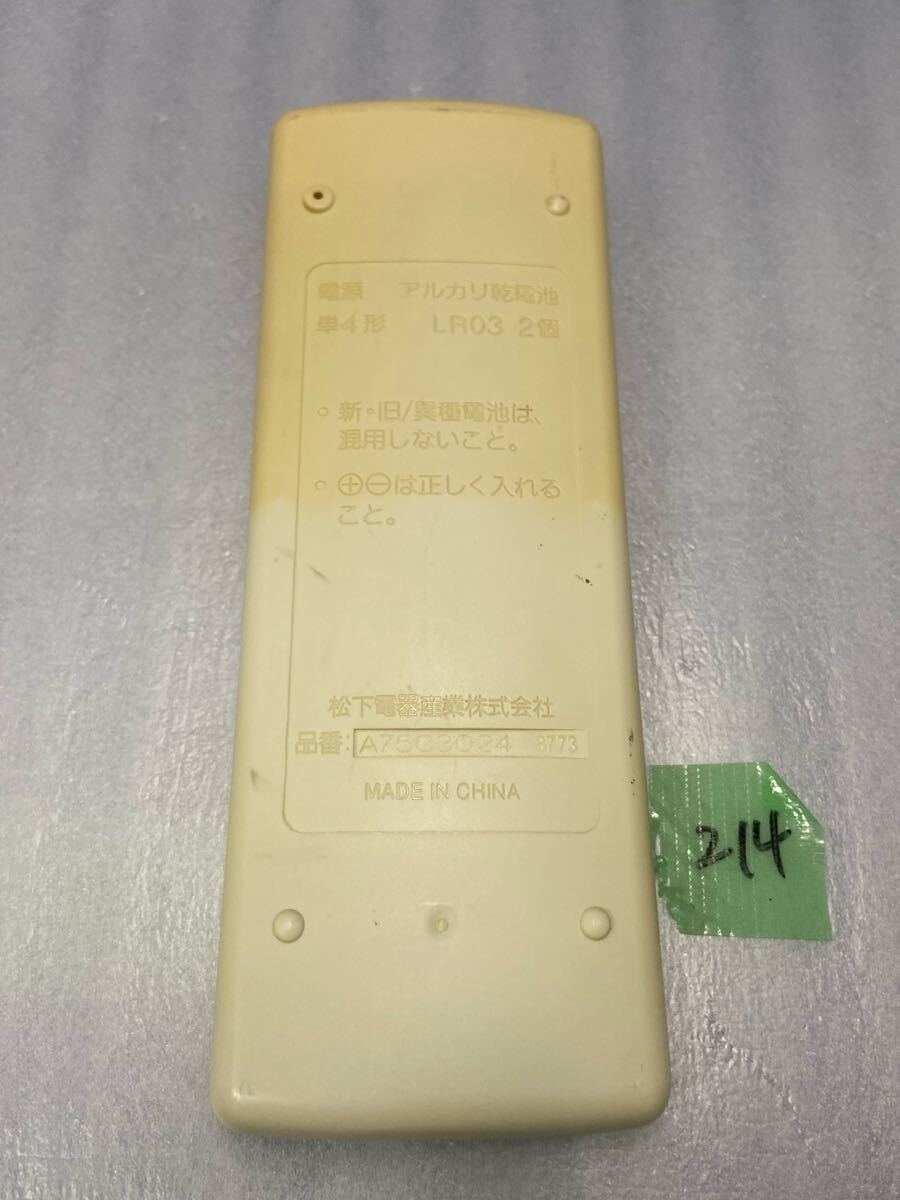 電源 アルカリ乾電池
単4形 LR03 2個
新・旧/異種電池は、
混用しないこと。
⊕⊖は正しく入れる
こと。
松下電器産業株式会社
品番: A75C3024 8773
MADE IN CHINA
214